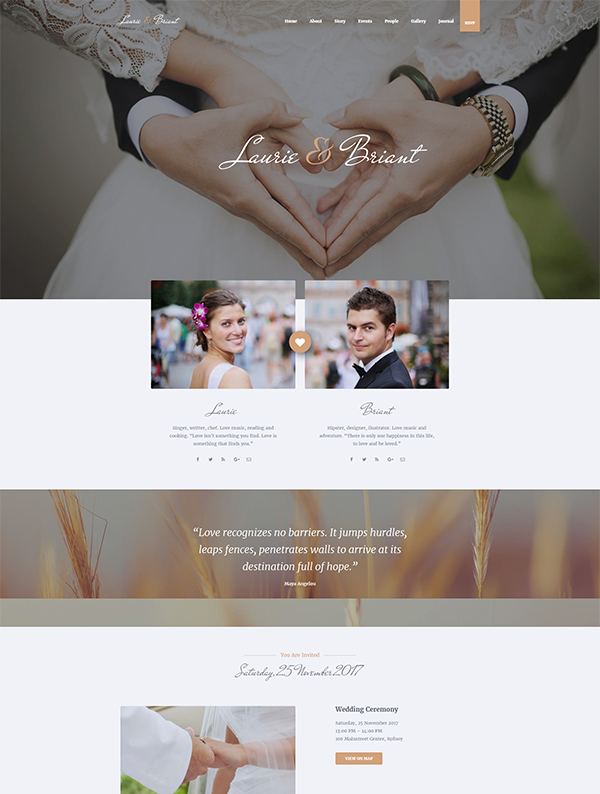 Laurie & Briant
Home About Story Events People Gallery Journal RSVP
Laurie & Briant
Laurie
Singer, writter, chef. Love music, reading and
cooking. “Love isn't something you find. Love is
something that finds you.”
Briant
Hipster, designer, ilustrator. Love music and
adventure. “There is only one happiness in this life,
to love and be loved.”
“Love recognizes no barriers. It jumps hurdles,
leaps fences, penetrates walls to arrive at its
destination full of hope.”
Maya Angelou
You Are Invited
Saturday, 25 November 2017
Wedding Ceremony
Saturday, 25 November 2017
13:00 PM – 14:00 PM
108 Mainstreet Center, Sydney
VIEW ON MAP